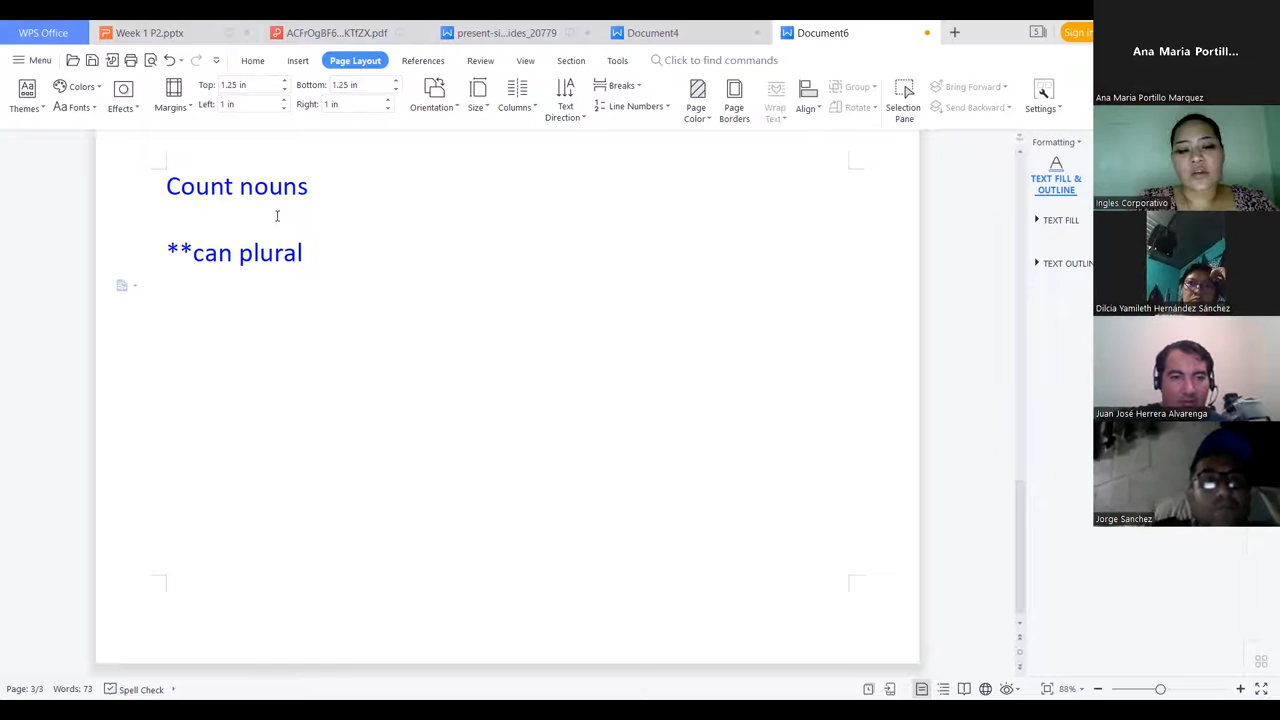 WPS Office
Week 1 P2.pptx
ACFrOgBF6...KTfZX.pdf
present-si...ides_20779
Document4
Document6
5
Sign in
Menu
Home
Insert
Page Layout
References
Review
View
Section
Tools
Click to find commands
Themes
Colors
Fonts
Effects
Margins
Top: 1.25 in
Bottom: 1.25 in
Left: 1 in
Right: 1 in
Orientation
Size
Columns
Text Direction
Breaks
Line Numbers
Page Color
Page Borders
Wrap Text
Align
Group
Rotate
Selection Pane
Bring Forward
Send Backward
Settings
Count nouns
**can plural
Formatting
TEXT FILL &
OUTLINE
TEXT FILL
TEXT OUTLIN
Ana Maria Portill...
Ana Maria Portillo Marquez
Ingles Corporativo
Dilcia Yamileth Hernández Sánchez
Juan José Herrera Alvarenga
Jorge Sanchez
Page: 3/3
Words: 73
Spell Check
88%